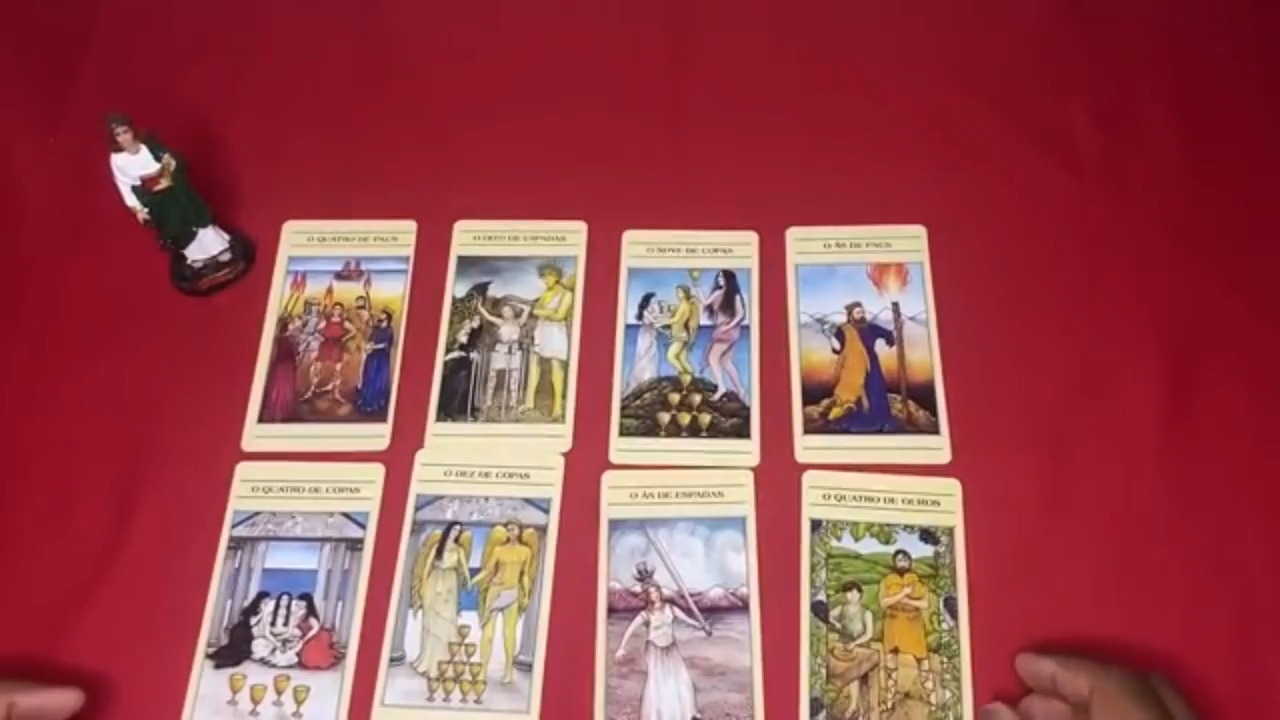 O QUATRO DE PAUS
O OITO DE ESPADAS
O NOVE DE COPAS
O ÁS DE PAUS
O QUATRO DE COPAS
O DEZ DE COPAS
O ÁS DE ESPADAS
O QUATRO DE OUROS